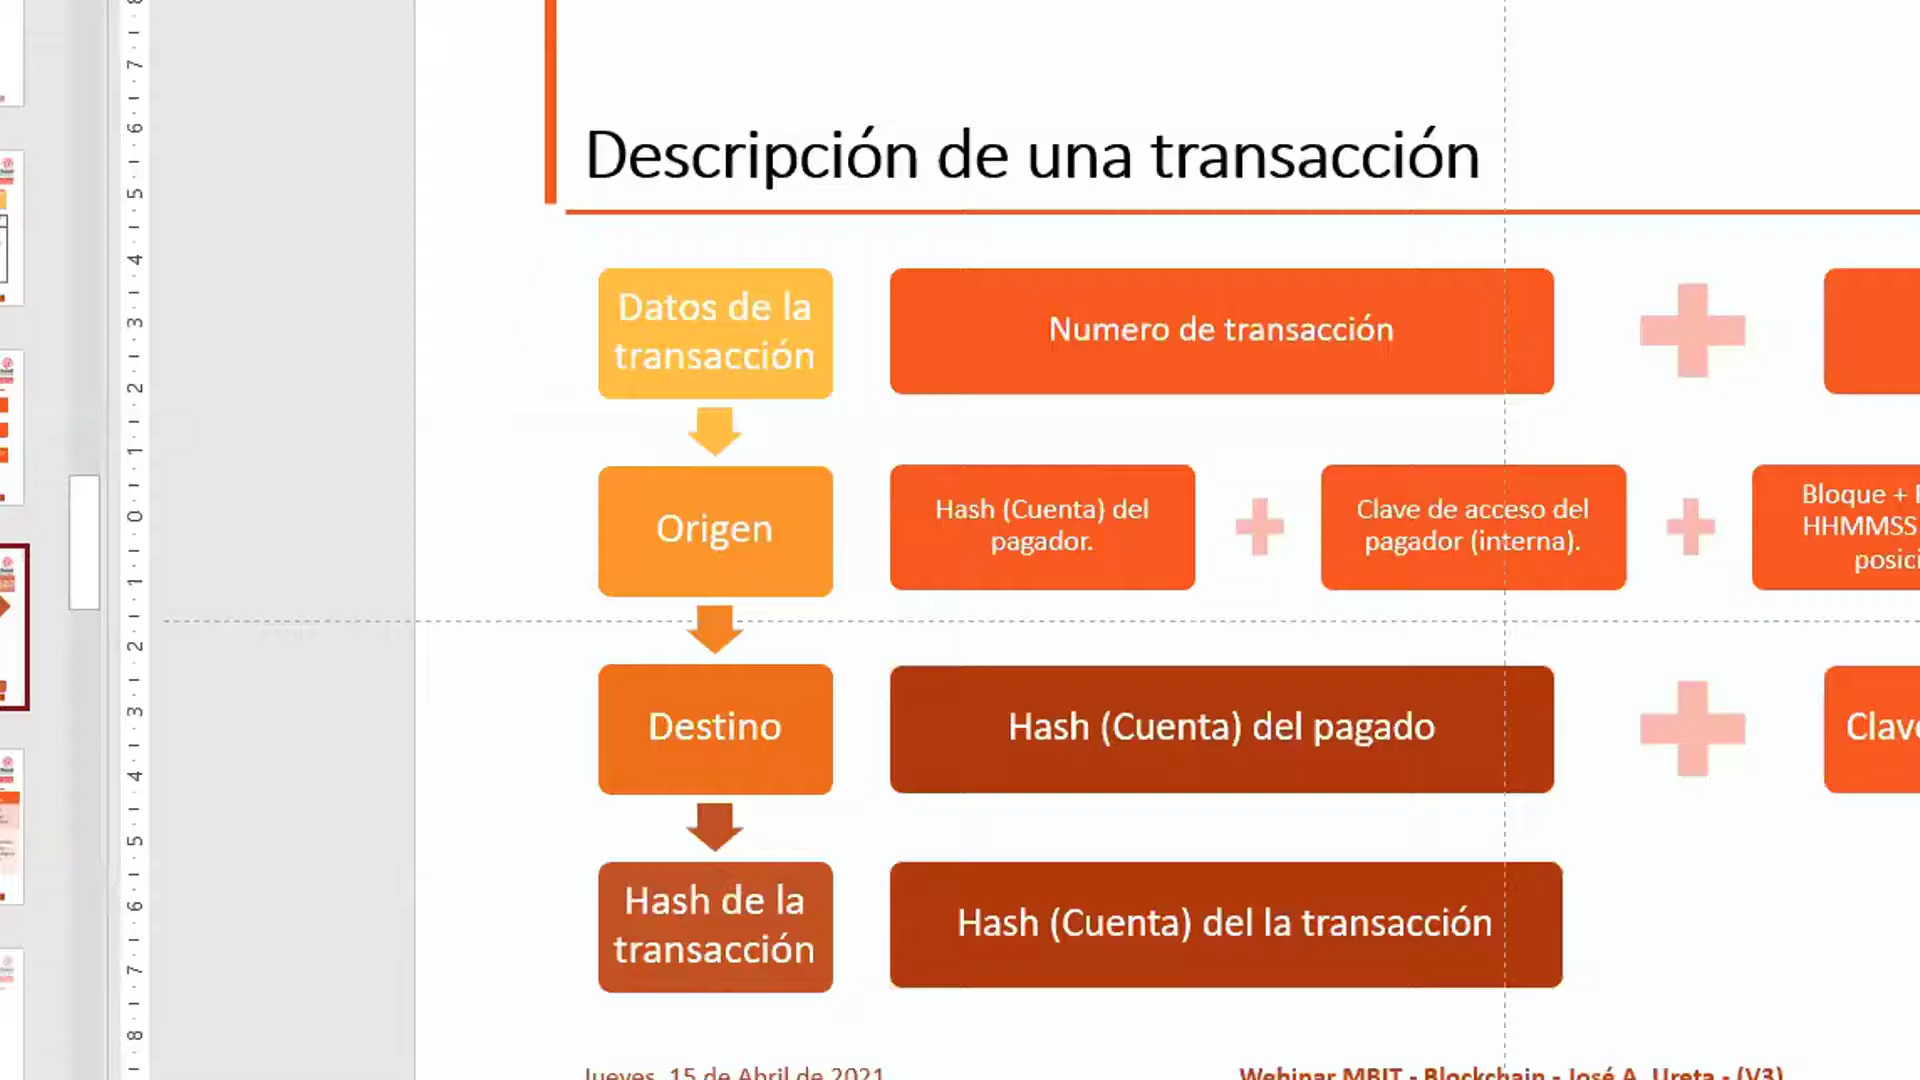 Descripción de una transacción
Datos de la
transacción
Numero de transacción
Origen
Hash (Cuenta) del
pagador.
Clave de acceso del
pagador (interna).
Bloque +
HHMMSS
Destino
Hash (Cuenta) del pagado
Hash de la
transacción
Hash (Cuenta) del la transacción
Jueves, 15 de Abril de 2021
Webinar MBIT - Blockchain - José A. Ureta - (V3)